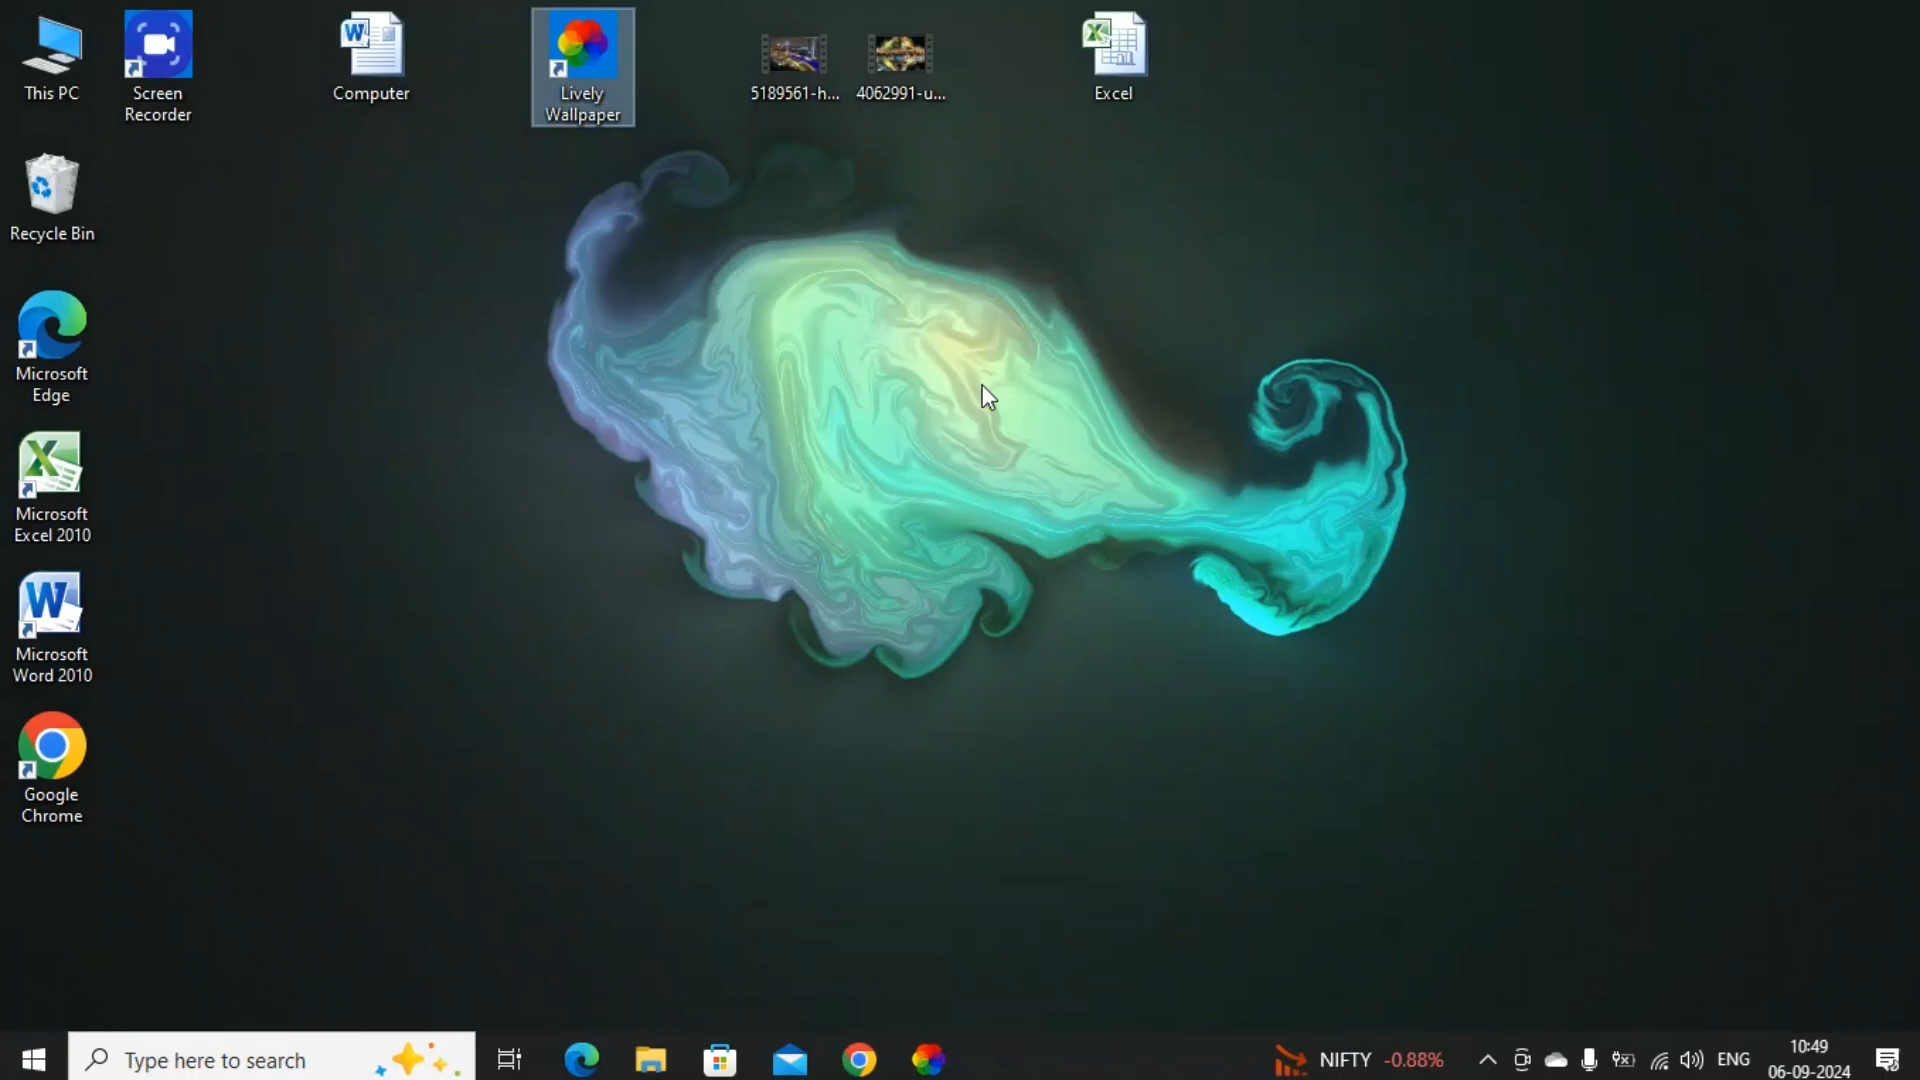 This PC
Screen
Recorder
Computer
Lively
Wallpaper
5189561-h...
4062991-u...
Excel
Recycle Bin
Microsoft
Edge
Microsoft
Excel 2010
Microsoft
Word 2010
Google
Chrome
Type here to search
NIFTY -0.88%
ENG
10:49
06-09-2024